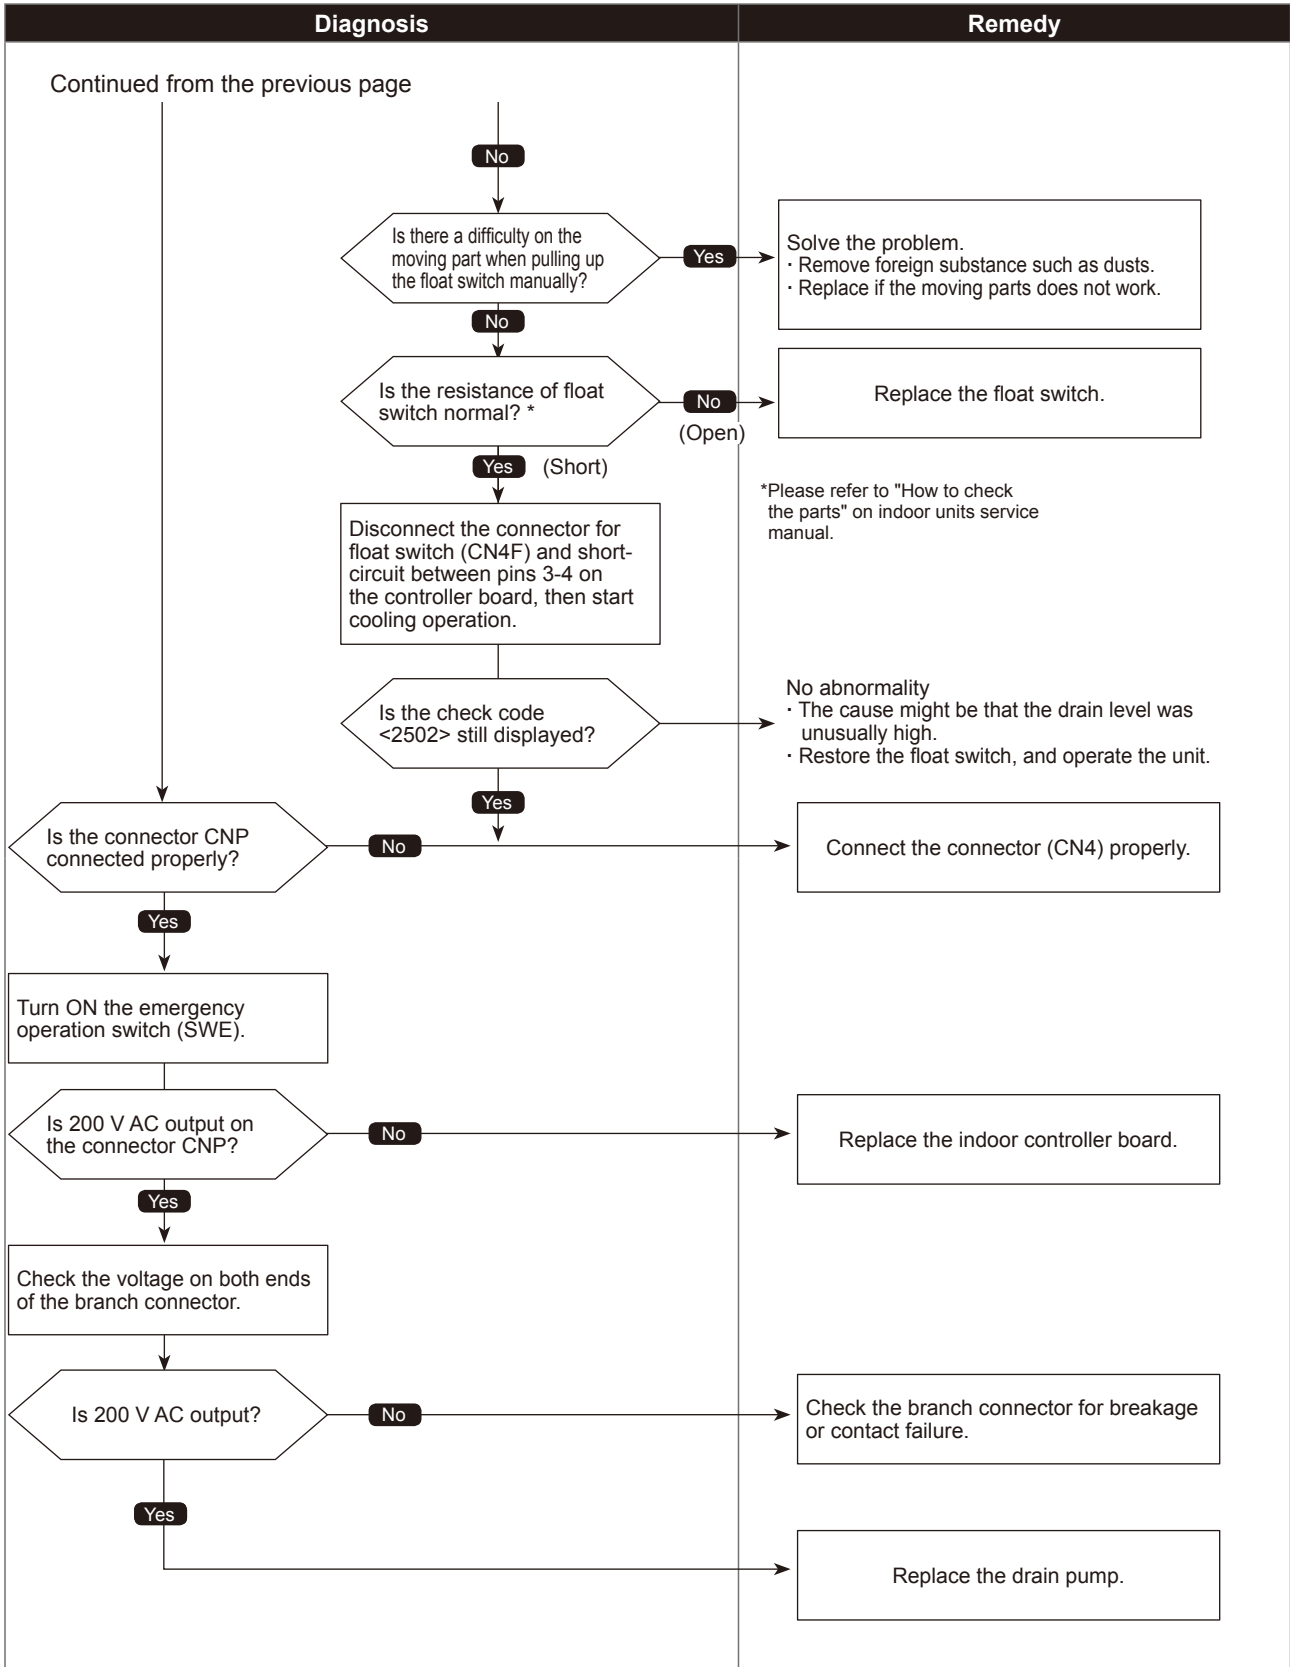 Diagnosis
Remedy
Continued from the previous page
No
Is there a difficulty on the
moving part when pulling up
the float switch manually?
Yes
Solve the problem.
· Remove foreign substance such as dusts.
· Replace if the moving parts does not work.
No
Is the resistance of float
switch normal? *
No
(Open)
Replace the float switch.
Yes (Short)
*Please refer to "How to check
the parts" on indoor units service
manual.
Disconnect the connector for
float switch (CN4F) and short-
circuit between pins 3-4 on
the controller board, then start
cooling operation.
Is the check code
<2502> still displayed?
No abnormality
· The cause might be that the drain level was
unusually high.
· Restore the float switch, and operate the unit.
Yes
Is the connector CNP
connected properly?
No
Connect the connector (CN4) properly.
Yes
Turn ON the emergency
operation switch (SWE).
Is 200 V AC output on
the connector CNP?
No
Replace the indoor controller board.
Yes
Check the voltage on both ends
of the branch connector.
Is 200 V AC output?
No
Check the branch connector for breakage
or contact failure.
Yes
Replace the drain pump.